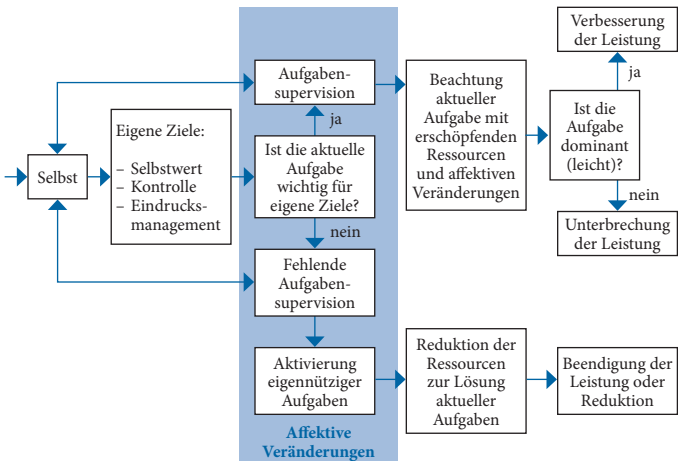 Verbesserung
der Leistung
ja
Aufgaben-
supervision
ja
Beachtung
aktueller
Aufgabe mit
erschöpfenden
Ressourcen
und affektiven
Veränderungen
Ist die
Aufgabe
dominant
(leicht)?
nein
Unterbrechung
der Leistung
Selbst
Eigene Ziele:
– Selbstwert
– Kontrolle
– Eindrucks-
management
Ist die aktuelle
Aufgabe
wichtig für
eigene Ziele?
nein
Fehlende
Aufgaben-
supervision
Aktivierung
eigennütziger
Aufgaben
Reduktion der
Ressourcen
zur Lösung
aktueller
Aufgaben
Beendigung der
Leistung oder
Reduktion
Affektive
Veränderungen